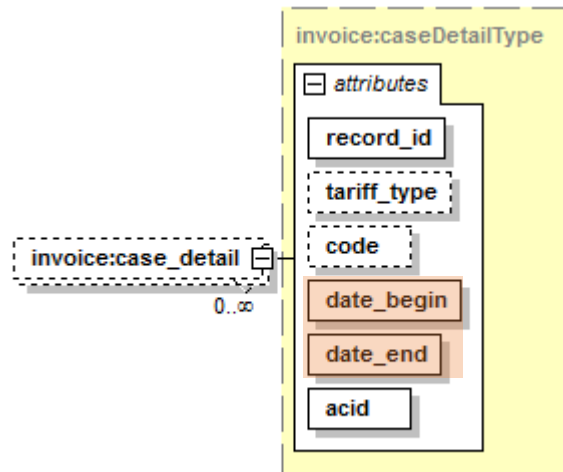 invoice:caseDetailType
attributes
record_id
tariff_type
code
invoice:case_detail
0..∞
date_begin
date_end
acid